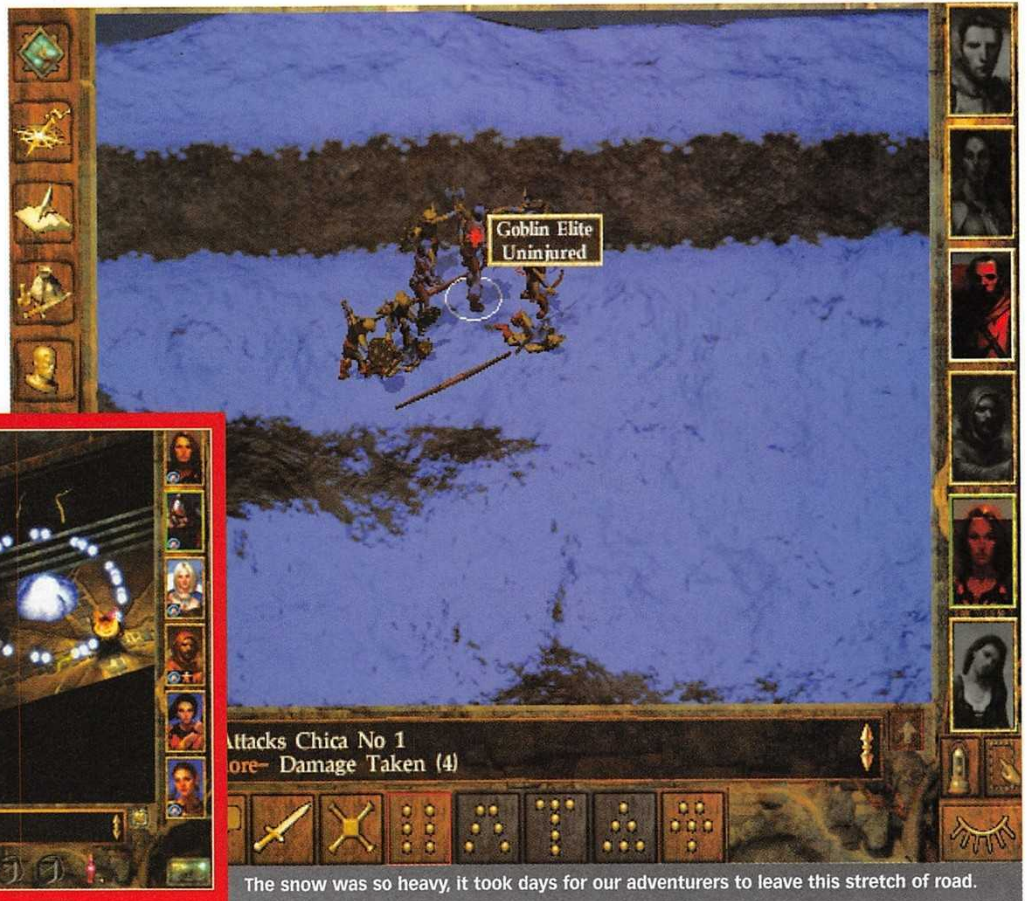 Goblin Elite
Uninjured
Attacks Chica No 1
ore– Damage Taken (4)
The snow was so heavy, it took days for our adventurers to leave this stretch of road.